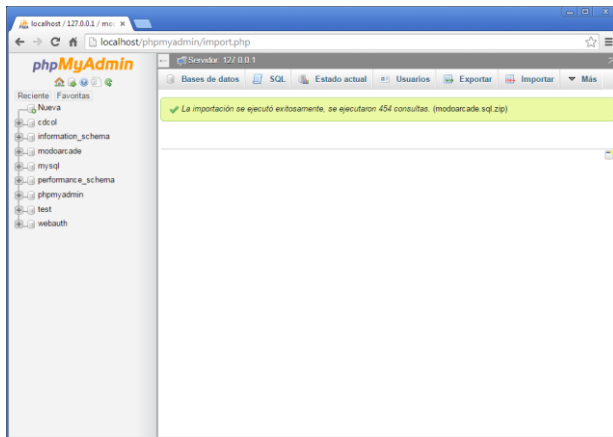 localhost / 127.0.0.1 / mo
localhost/phpmyadmin/import.php
phpMyAdmin
Reciente Favoritas
Nueva
cdcol
information_schema
modoarcade
mysql
performance_schema
phpmyadmin
test
webauth
Servidor: 127.0.0.1
Bases de datos SQL Estado actual Usuarios Exportar Importar Más
La importación se ejecutó exitosamente, se ejecutaron 454 consultas. (modoarcade.sql.zip)